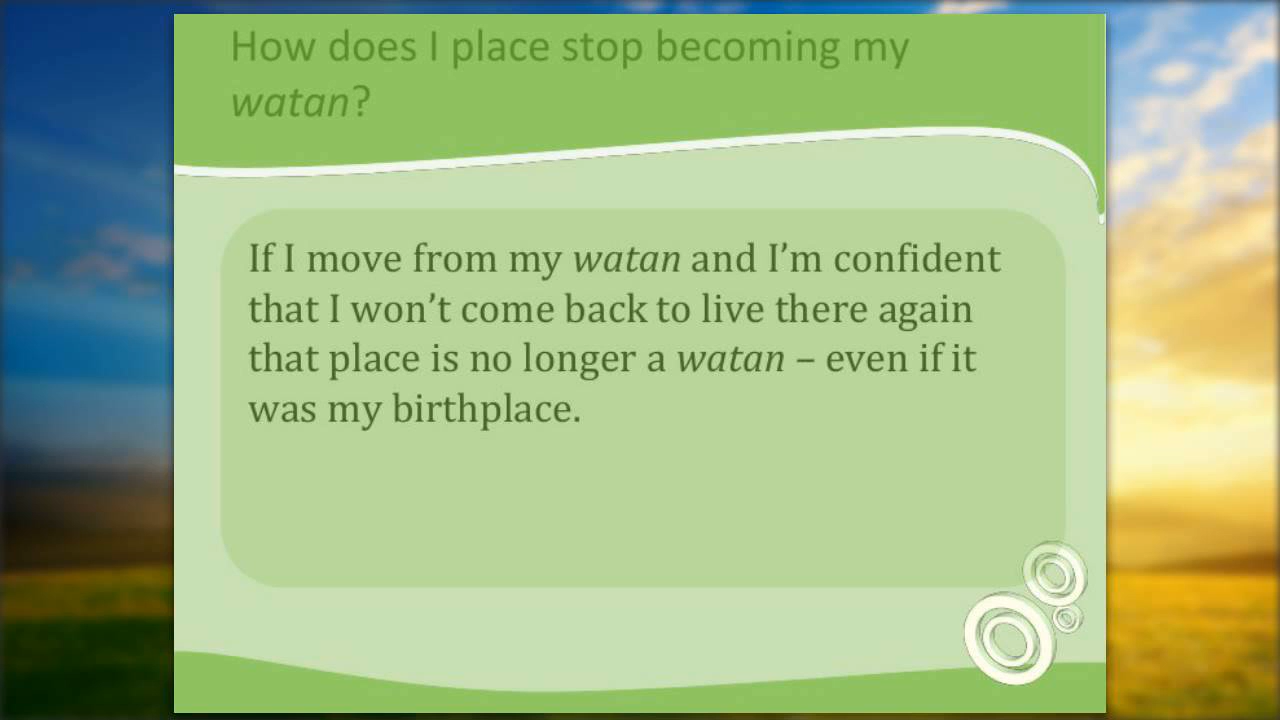 How does I place stop becoming my
watan?
If I move from my watan and I’m confident
that I won’t come back to live there again
that place is no longer a watan – even if it
was my birthplace.